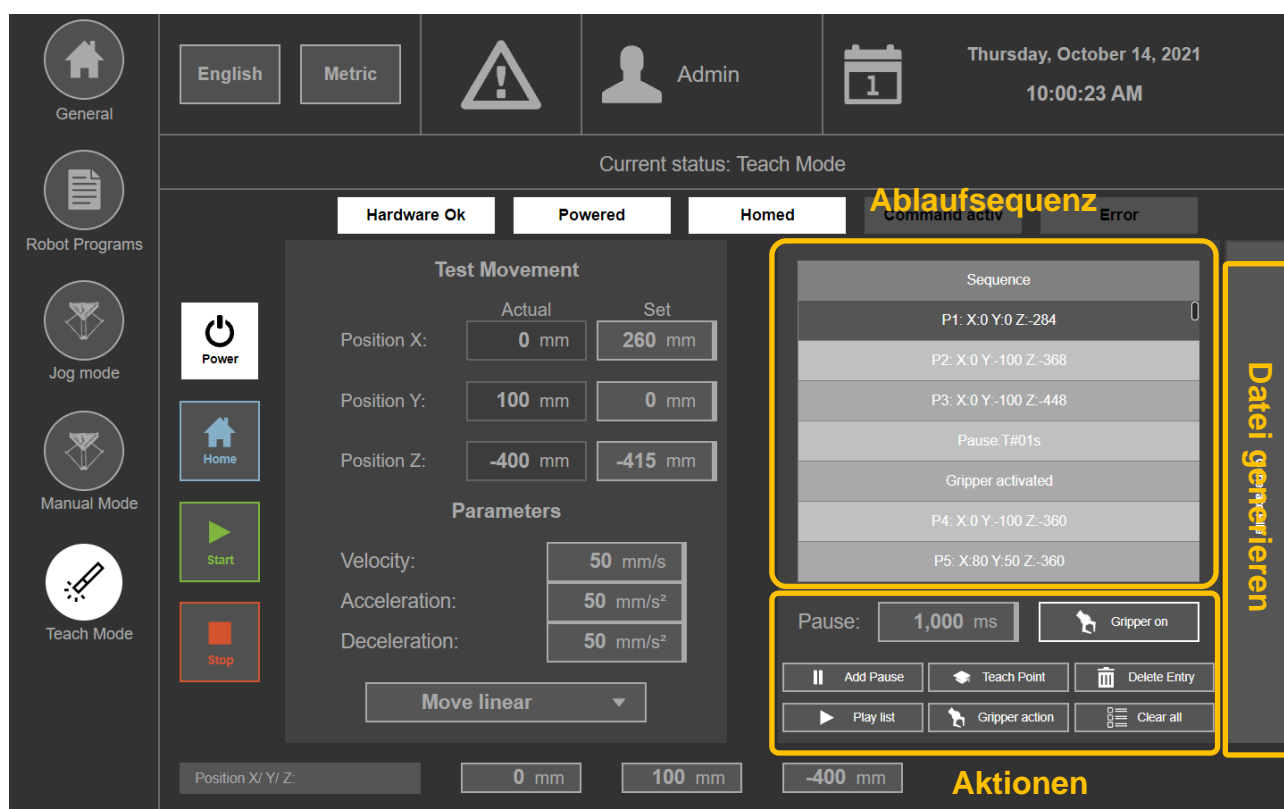 General
English
Metric
Admin
1
Thursday, October 14, 2021
10:00:23 AM
Current status: Teach Mode
Ablaufsequenz
Hardware Ok
Powered
Homed
Command activ
Error
Robot Programs
Jog mode
Manual Mode
Teach Mode
Power
Home
Start
Stop
Test Movement
Actual
Set
Position X:
0 mm
260 mm
Position Y:
100 mm
0 mm
Position Z:
-400 mm
-415 mm
Parameters
Velocity:
50 mm/s
Acceleration:
50 mm/s²
Deceleration:
50 mm/s²
Move linear
Sequence
P1: X:0 Y:0 Z:-284
P2: X:0 Y:-100 Z:-368
P3: X:0 Y:-100 Z:-448
Pause:T#01s
Gripper activated
P4: X:0 Y:-100 Z:-360
P5: X:80 Y:50 Z:-360
Pause:
1,000 ms
Gripper on
Add Pause
Teach Point
Delete Entry
Play list
Gripper action
Clear all
Datei generieren
Position X/ Y/ Z:
0 mm
100 mm
-400 mm
Aktionen